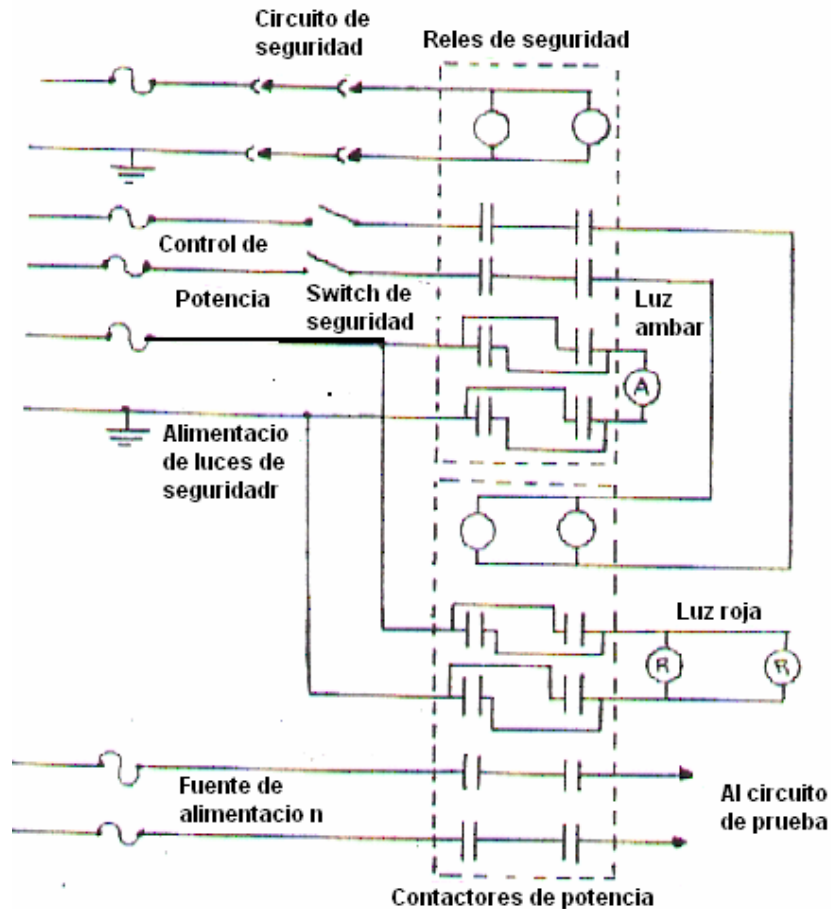 Circuito de
seguridad
Reles de seguridad
Control de
Potencia
Switch de
seguridad
Luz
ambar
A
Alimentacio
de luces de
seguridadr
Luz roja
R
R
Fuente de
alimentacio n
Al circuito
de prueba
Contactores de potencia